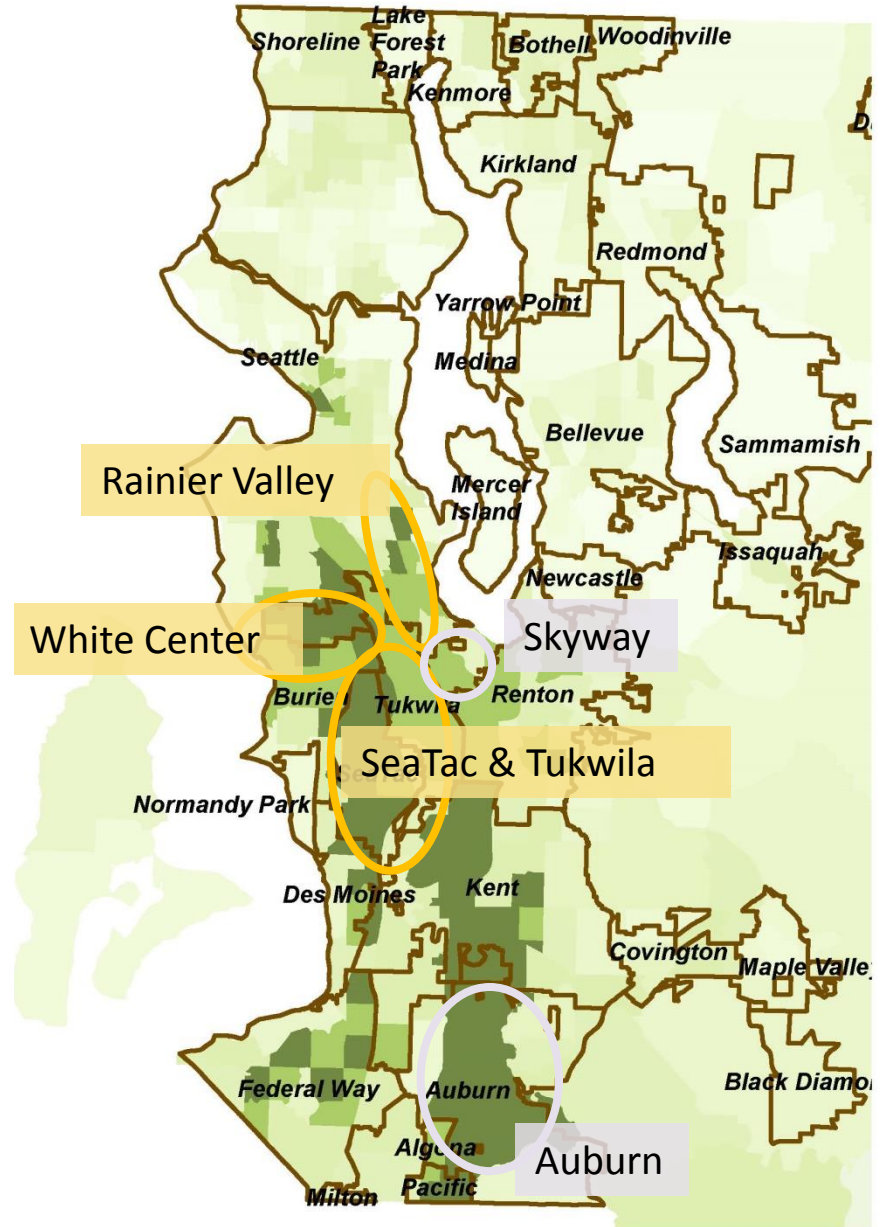 Lake
Forest
Park
Shoreline
Bothell
Woodinville
Kenmore
Kirkland
Redmond
Yarrow Point
Seattle
Medina
Bellevue
Sammamish
Rainier Valley
Mercer
Island
Issaquah
Newcastle
White Center
Skyway
Burien
Tukwila
Renton
SeaTac & Tukwila
SeaTac
Normandy Park
Des Moines
Kent
Covington
Maple Valley
Federal Way
Auburn
Black Diamo
Algona
Auburn
Pacific
Milton